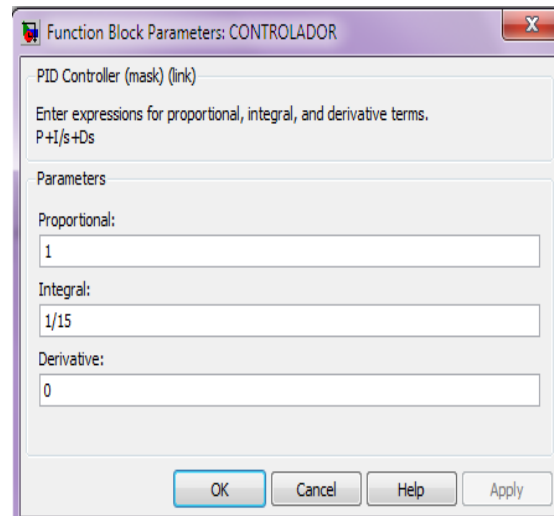 Function Block Parameters: CONTROLADOR
X
PID Controller (mask) (link)
Enter expressions for proportional, integral, and derivative terms.
P+I/s+Ds
Parameters
Proportional:
1
Integral:
1/15
Derivative:
0
OK Cancel Help Apply